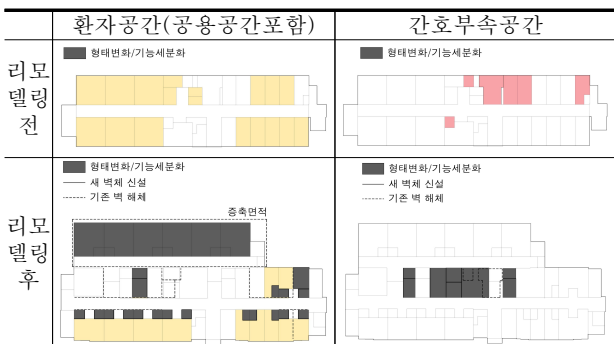 환자공간(공용공간포함)
간호부속공간
리모
델링
전
형태변화/기능세분화
형태변화/기능세분화
리모
델링
후
형태변화/기능세분화
새 벽체 신설
기존 벽 해체
증축면적
형태변화/기능세분화
새 벽체 신설
기존 벽 해체